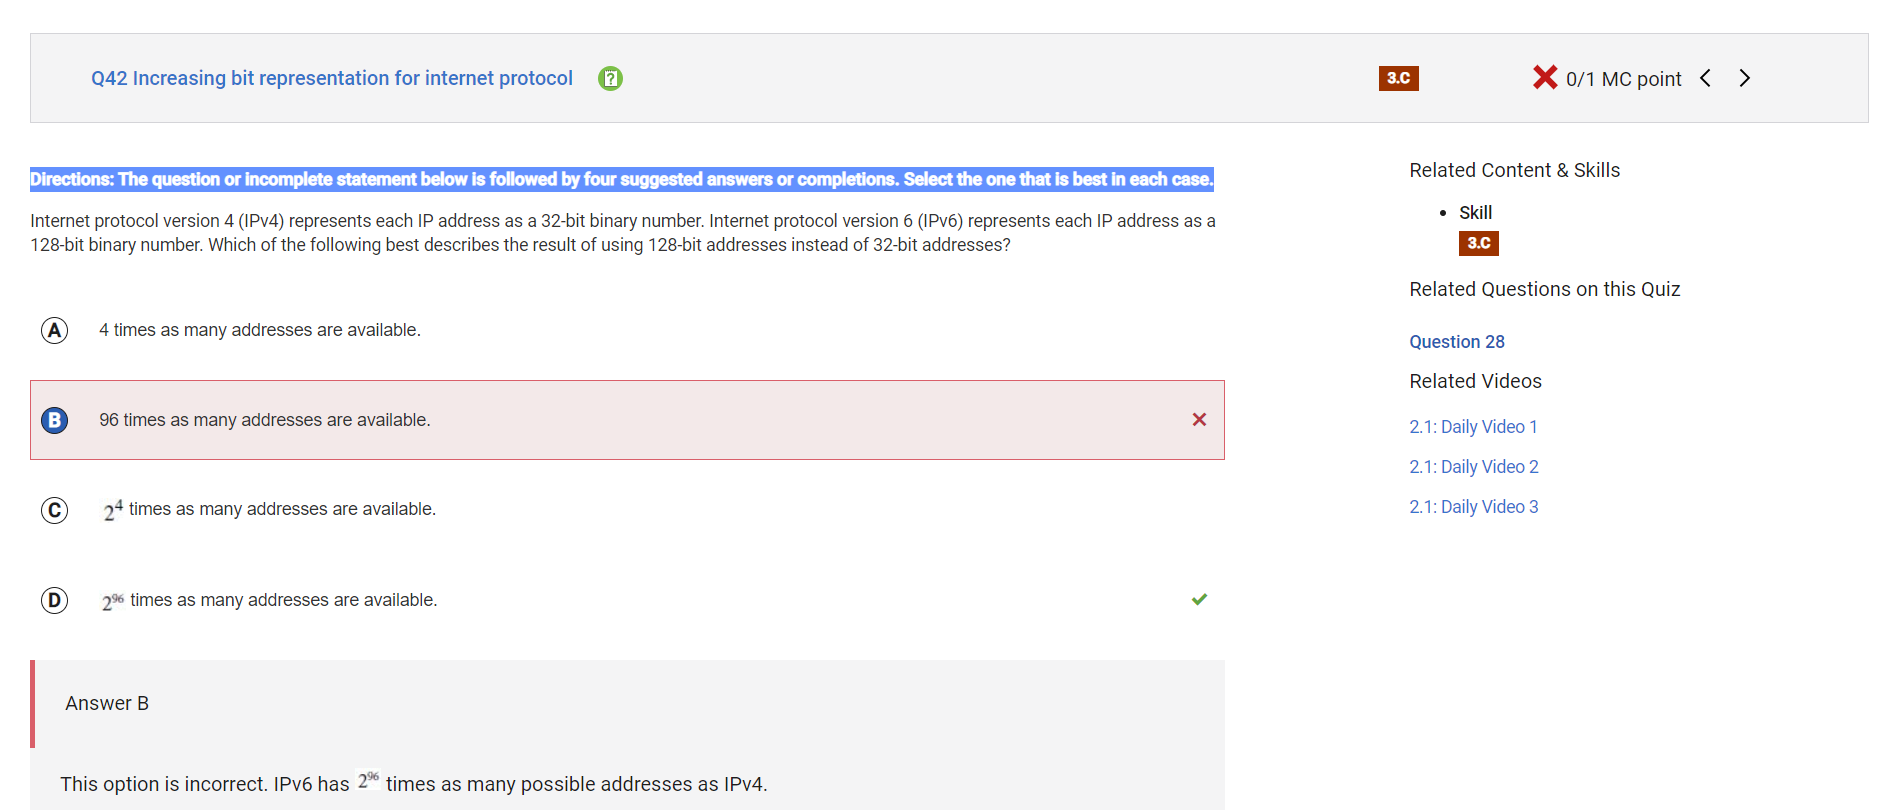 Q42 Increasing bit representation for internet protocol
3.C
0/1 MC point
Directions: The question or incomplete statement below is followed by four suggested answers or completions. Select the one that is best in each case.
Internet protocol version 4 (IPv4) represents each IP address as a 32-bit binary number. Internet protocol version 6 (IPv6) represents each IP address as a
128-bit binary number. Which of the following best describes the result of using 128-bit addresses instead of 32-bit addresses?
A 4 times as many addresses are available.
B 96 times as many addresses are available.
C 2⁴ times as many addresses are available.
D 2⁹⁶ times as many addresses are available.
Answer B
This option is incorrect. IPv6 has 2⁹⁶ times as many possible addresses as IPv4.
Related Content & Skills
• Skill
3.C
Related Questions on this Quiz
Question 28
Related Videos
2.1: Daily Video 1
2.1: Daily Video 2
2.1: Daily Video 3